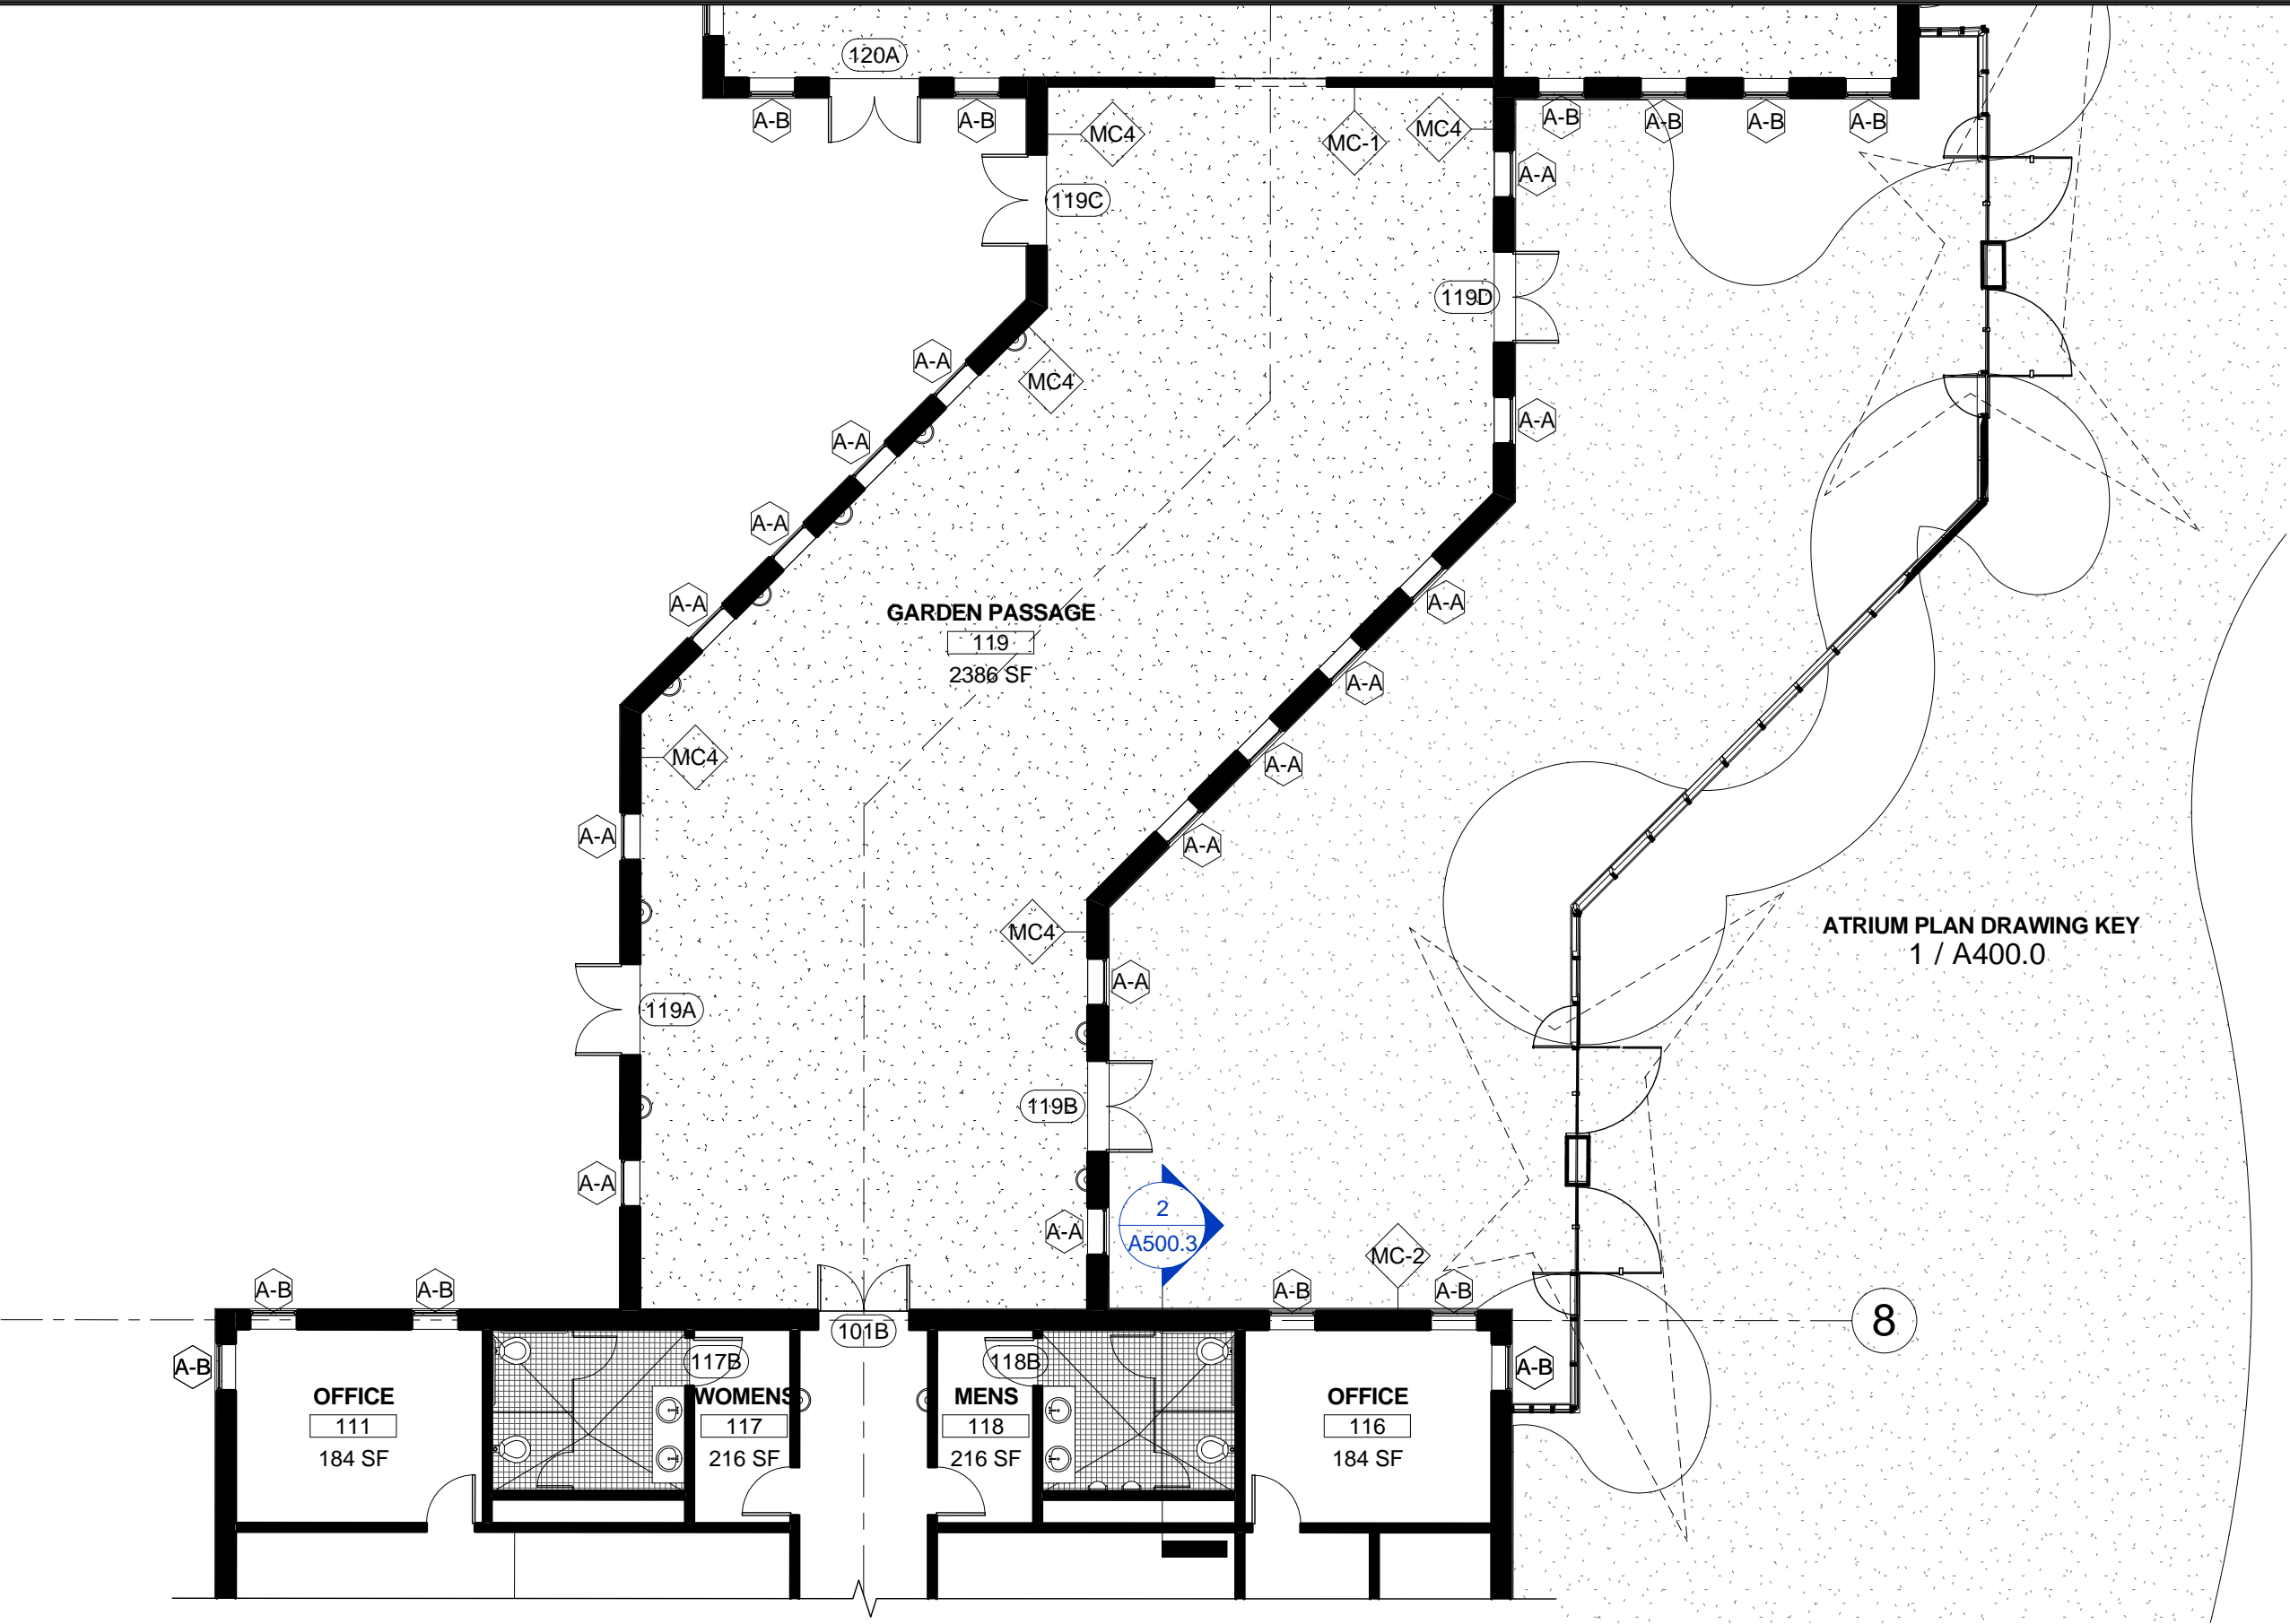 120A
A-B
A-B
MC4
MC-1
MC4
A-B
A-B
A-B
A-B
A-A
119C
119D
A-A
MC4
A-A
A-A
A-A
A-A
A-A
GARDEN PASSAGE
119
2386 SF
A-A
MC4
A-A
A-A
A-A
ATRIUM PLAN DRAWING KEY
1 / A400.0
MC4
A-A
119A
119B
A-A
2
A500.3
A-A
MC-2
A-B
A-B
A-B
A-B
8
101B
A-B
117B
118B
A-B
OFFICE
111
184 SF
WOMENS
117
216 SF
MENS
118
216 SF
OFFICE
116
184 SF